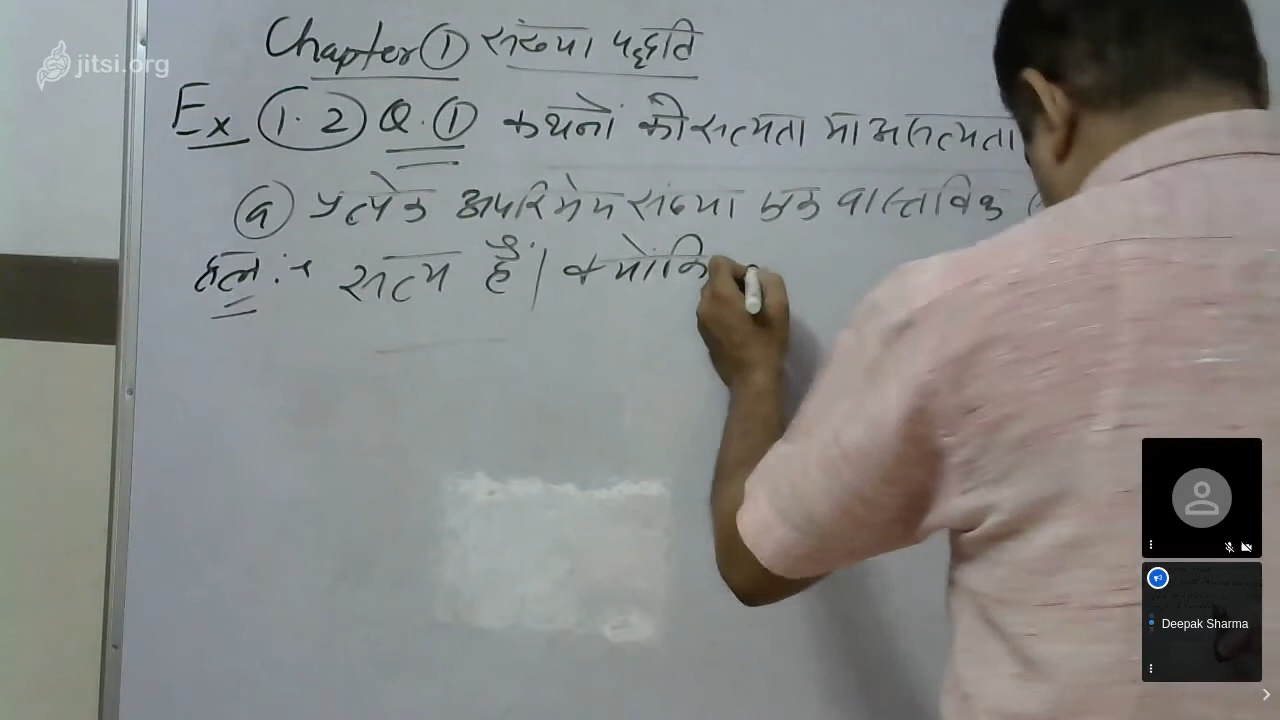 jitsi.org
Chapter ① संख्या पद्धति
Ex (1.2) Q.① कथनों की सत्यता या असत्यता
(a) प्रत्येक अपरिमेय संख्या एक वास्तविक
हल :→ सत्य है। क्योंकि
Deepak Sharma